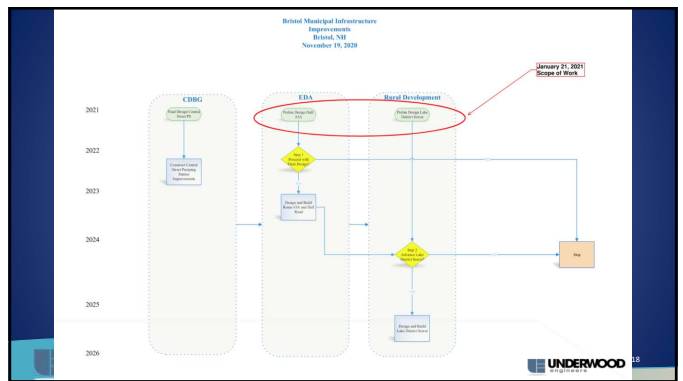 Bristol Municipal Infrastructure
Improvements
Bristol, NH
November 19, 2020
January 21, 2021
Scope of Work
CDBG
EDA
Rural Development
2021
Final Design Central
Street PS
Prelim Design Lake
District Sewer
2022
Step 1
Proceed with
Final Design?
Construct Central
Street Pumping
Station
Improvements
2023
Design and Build
Route 3A and Hall
Road
2024
Step 2
Advance Lake
District Sewer?
Stop
2025
Design and Build
Lake District Sewer
2026
UNDERWOOD
engineers
18